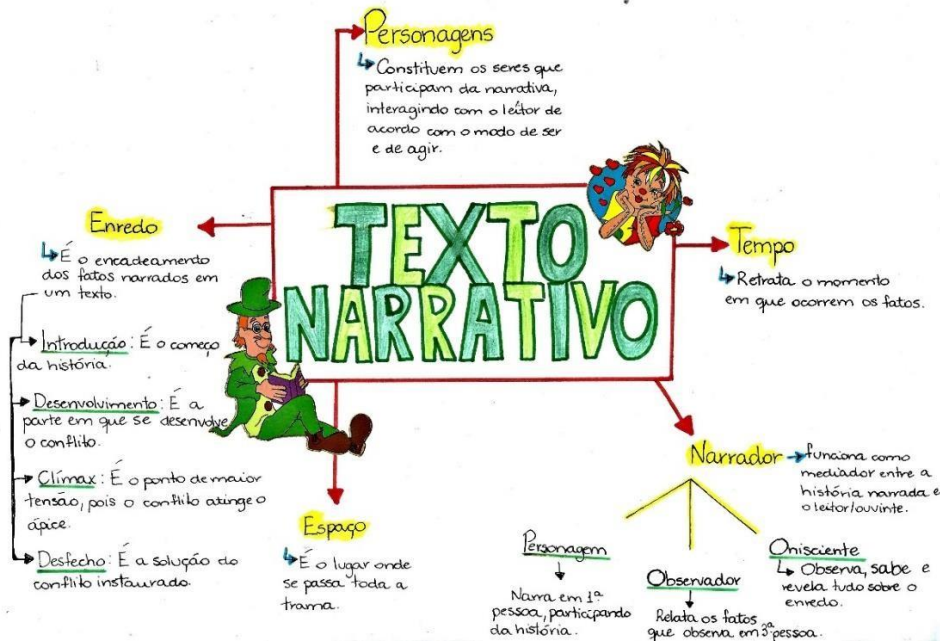 Personagens
Constituem os seres que
participam da narrativa,
interagindo com o leitor de
acordo com o modo de ser
e de agir.
TEXTO
NARRATIVO
Enredo
É o encadeamento
dos fatos narrados em
um texto.
Introdução: É o começo
da história.
Desenvolvimento: É a
parte em que se desenvolve
o conflito.
Clímax: É o ponto de maior
tensão, pois o conflito atinge o
ápice.
Desfecho: É a solução do
conflito instaurado.
Espaço
É o lugar onde
se passa toda a
trama.
Tempo
Retrata o momento
em que ocorrem os fatos.
Narrador
funciona como
mediador entre a
história narrada e
o leitor/ouvinte.
Personagem
Narra em 1ª
pessoa, participando
da história.
Observador
Relata os fatos
que observa em 3ª pessoa.
Onisciente
Observa, sabe e
revela tudo sobre o
enredo.